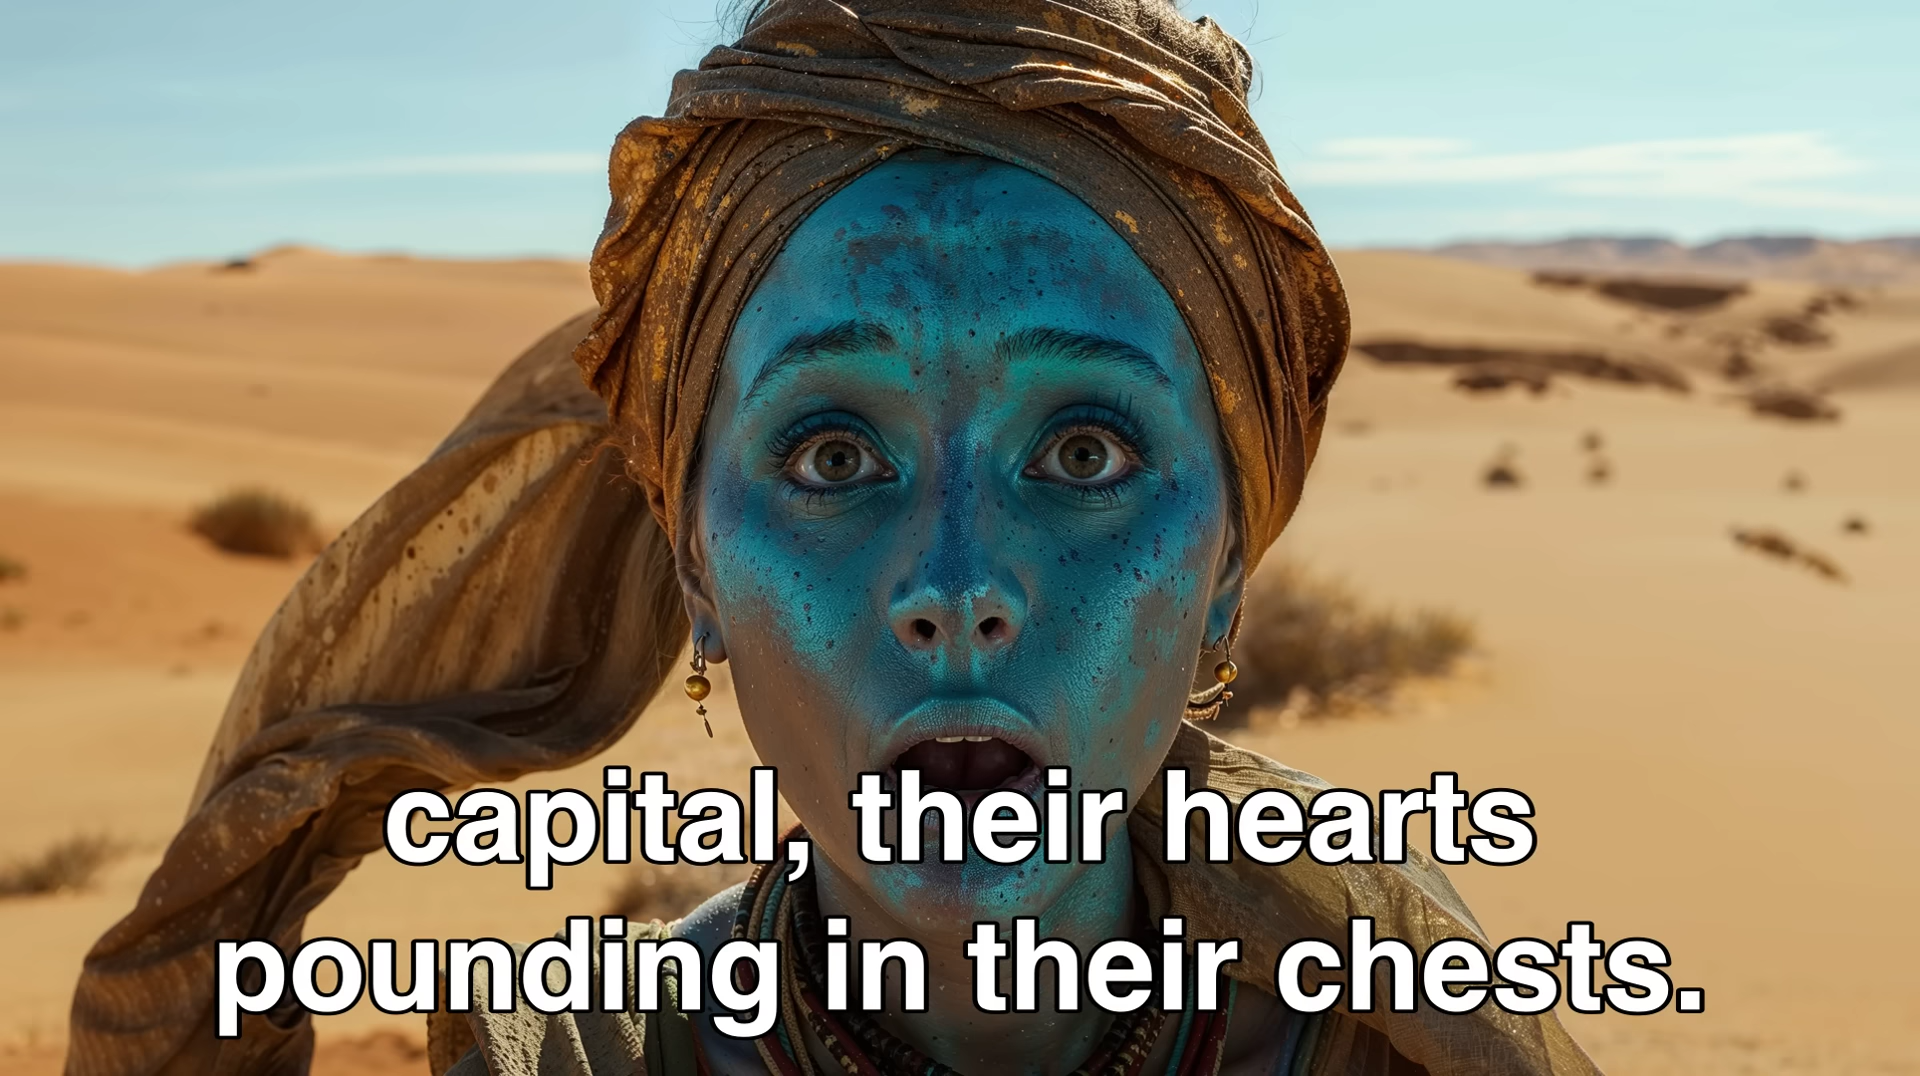 capital, their hearts
pounding in their chests.